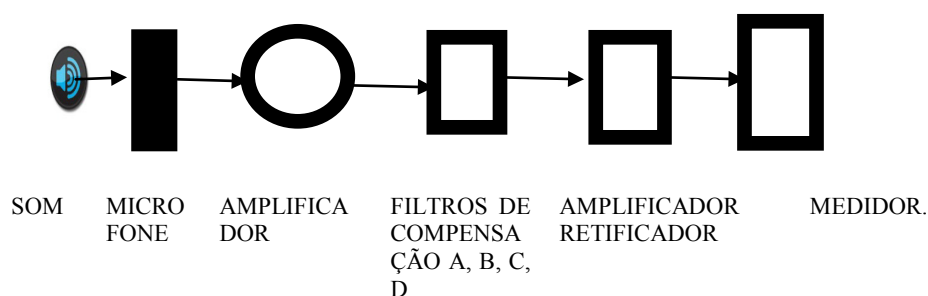 SOM
MICRO
FONE
AMPLIFICA
DOR
FILTROS DE
COMPENSA
ÇÃO A, B, C,
D
AMPLIFICADOR
RETIFICADOR
MEDIDOR.